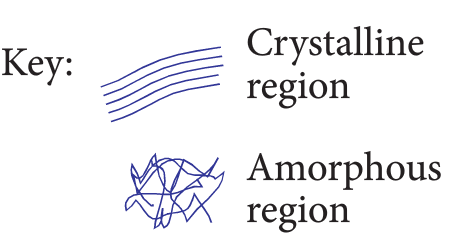 Key:
Crystalline
region
Amorphous
region